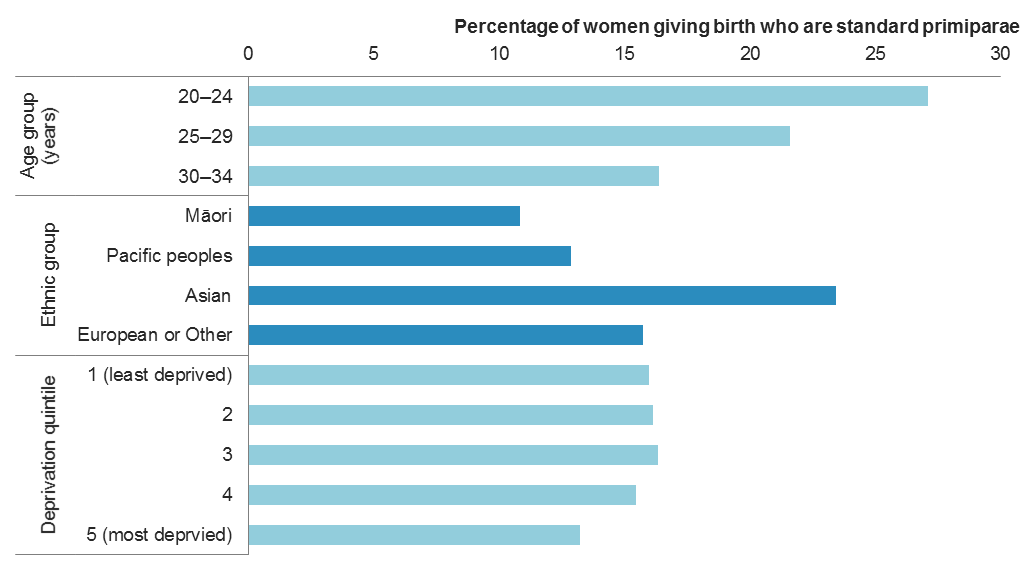 Percentage of women giving birth who are standard primiparae
0 5 10 15 20 25 30
Age group
(years)
20–24
25–29
30–34
Ethnic group
Māori
Pacific peoples
Asian
European or Other
Deprivation quintile
1 (least deprived)
2
3
4
5 (most deprvied)